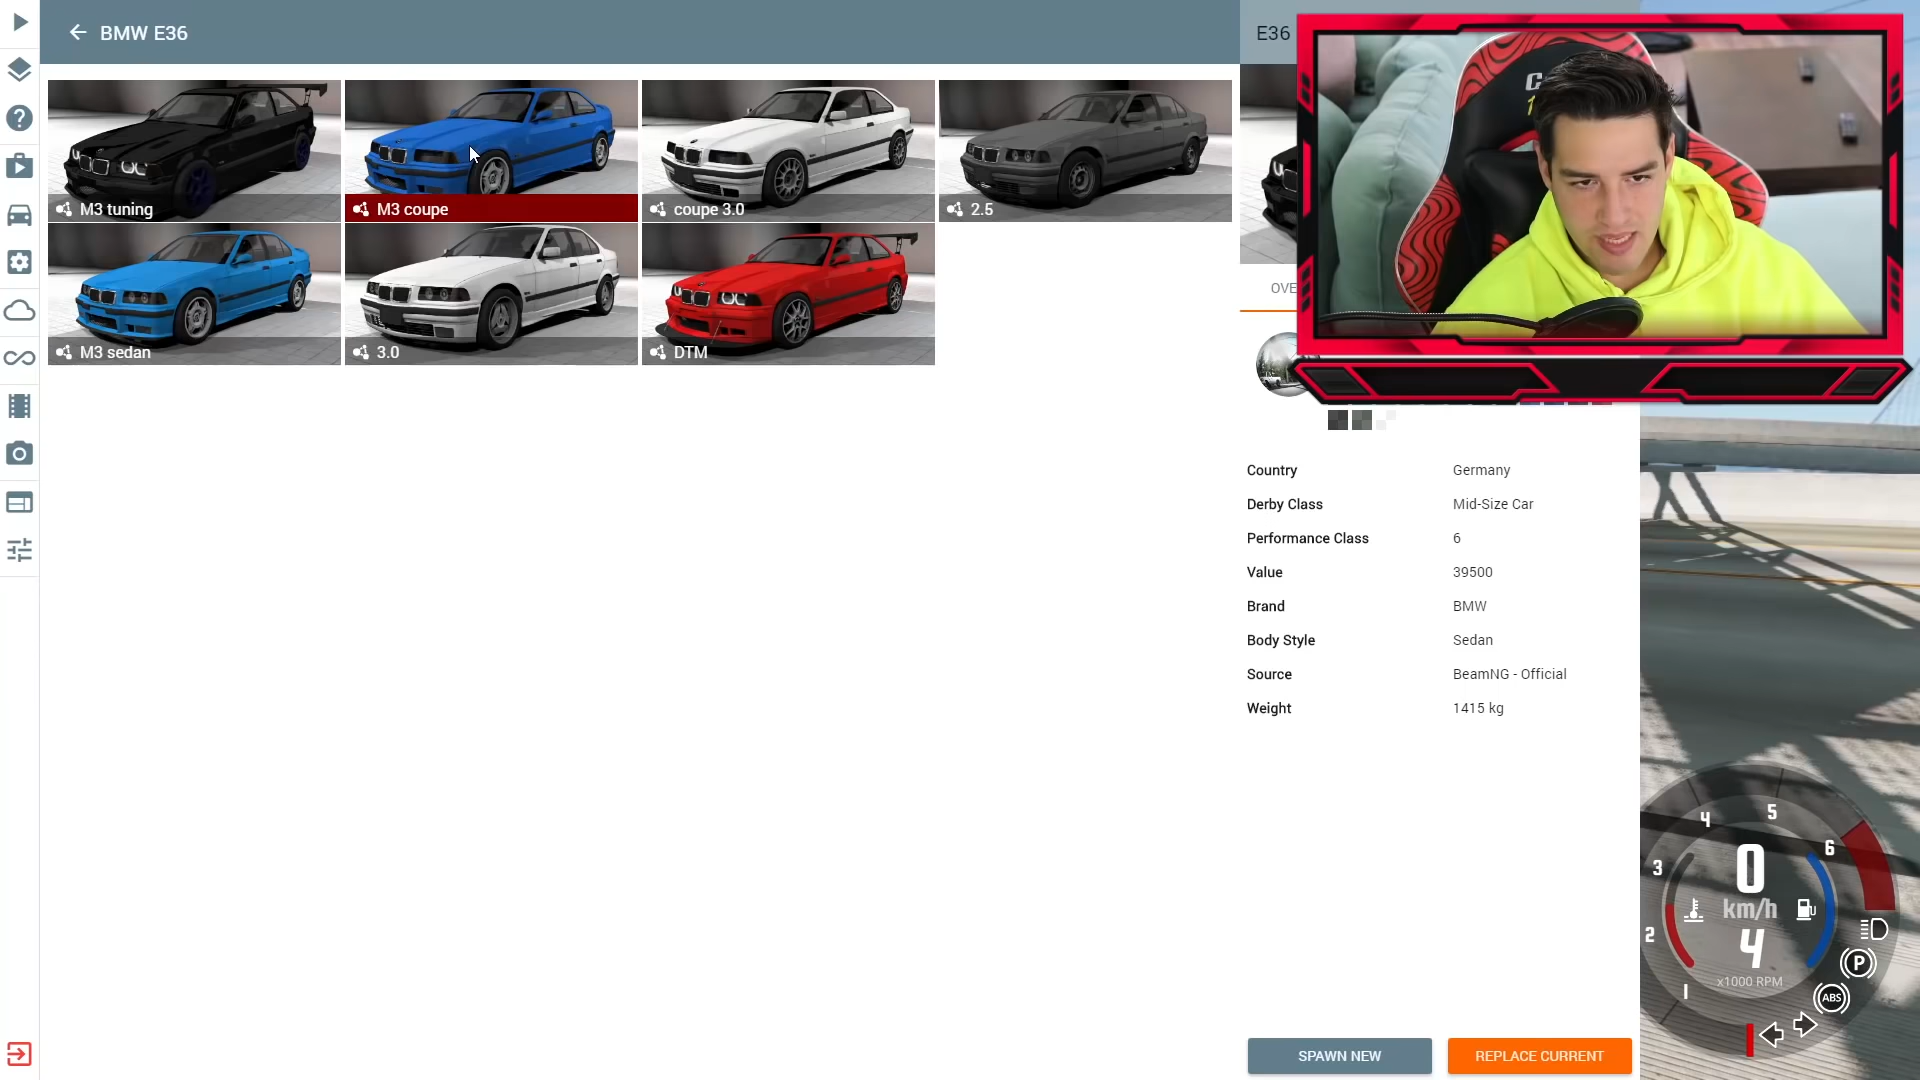 BMW E36
E36
M3 tuning
M3 coupe
coupe 3.0
2.5
M3 sedan
3.0
DTM
OVE
Country Germany
Derby Class Mid-Size Car
Performance Class 6
Value 39500
Brand BMW
Body Style Sedan
Source BeamNG - Official
Weight 1415 kg
SPAWN NEW
REPLACE CURRENT
1
2
3
4
5
6
0
km/h
4
x1000 RPM
P
ABS